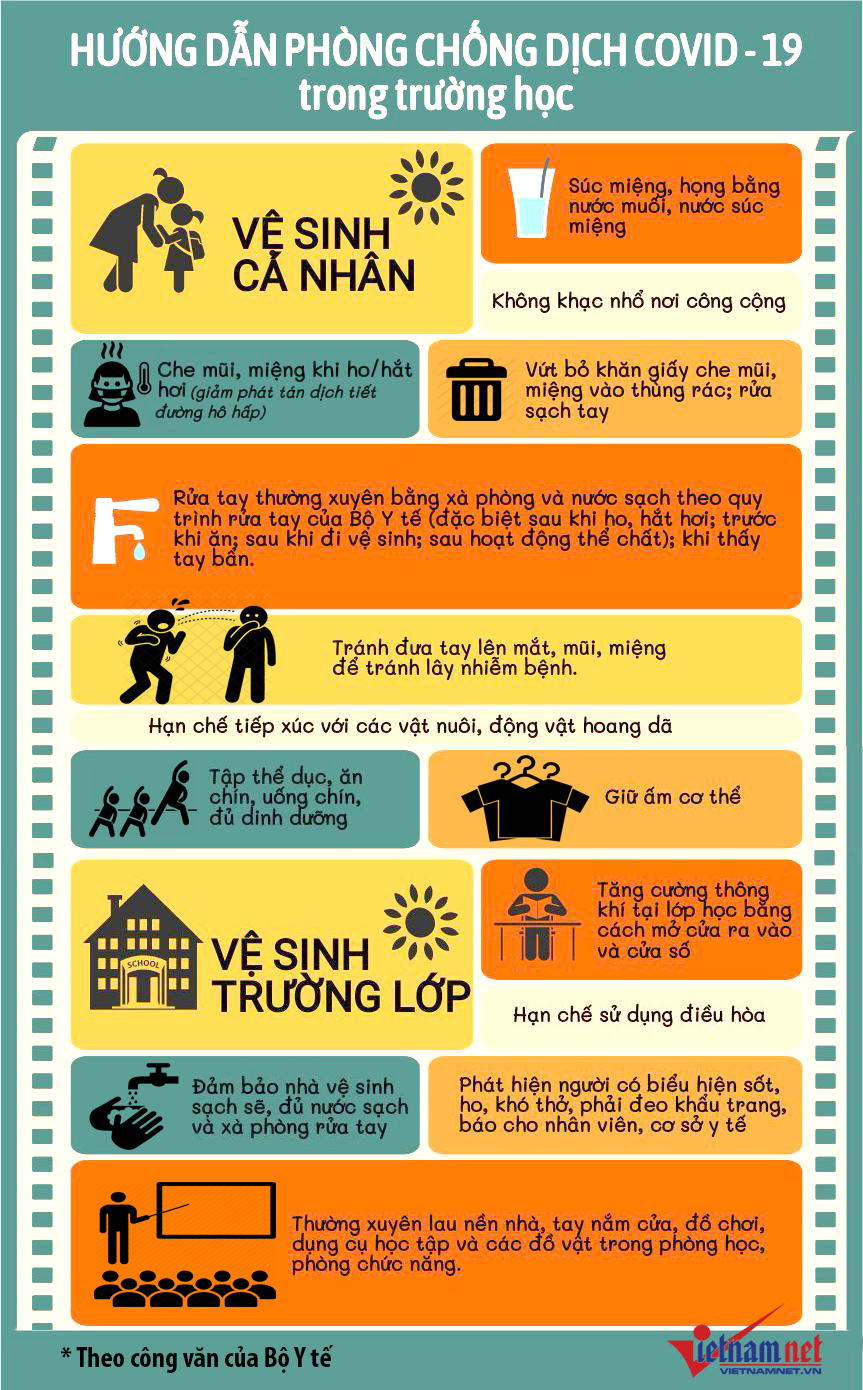 HƯỚNG DẪN PHÒNG CHỐNG DỊCH COVID - 19
trong trường học
VỆ SINH
CÁ NHÂN
Súc miệng, họng bằng
nước muối, nước súc
miệng
Không khạc nhổ nơi công cộng
Che mũi, miệng khi ho/hắt
hơi (giảm phát tán dịch tiết
đường hô hấp)
Vứt bỏ khăn giấy che mũi,
miệng vào thùng rác; rửa
sạch tay
Rửa tay thường xuyên bằng xà phòng và nước sạch theo quy
trình rửa tay của Bộ Y tế (đặc biệt sau khi ho, hắt hơi; trước
khi ăn; sau khi đi vệ sinh; sau hoạt động thể chất); khi thấy
tay bẩn.
Tránh đưa tay lên mắt, mũi, miệng
để tránh lây nhiễm bệnh.
Hạn chế tiếp xúc với các vật nuôi, động vật hoang dã
Tập thể dục, ăn
chín, uống chín,
đủ dinh dưỡng
Giữ ấm cơ thể
SCHOOL
VỆ SINH
TRƯỜNG LỚP
Tăng cường thông
khí tại lớp học bằng
cách mở cửa ra vào
và cửa sổ
Hạn chế sử dụng điều hòa
Đảm bảo nhà vệ sinh
sạch sẽ, đủ nước sạch
và xà phòng rửa tay
Phát hiện người có biểu hiện sốt,
ho, khó thở, phải đeo khẩu trang,
báo cho nhân viên, cơ sở y tế
Thường xuyên lau nền nhà, tay nắm cửa, đồ chơi,
dụng cụ học tập và các đồ vật trong phòng học,
phòng chức năng.
* Theo công văn của Bộ Y tế
Vietnamnet
VIETNAMNET.VN